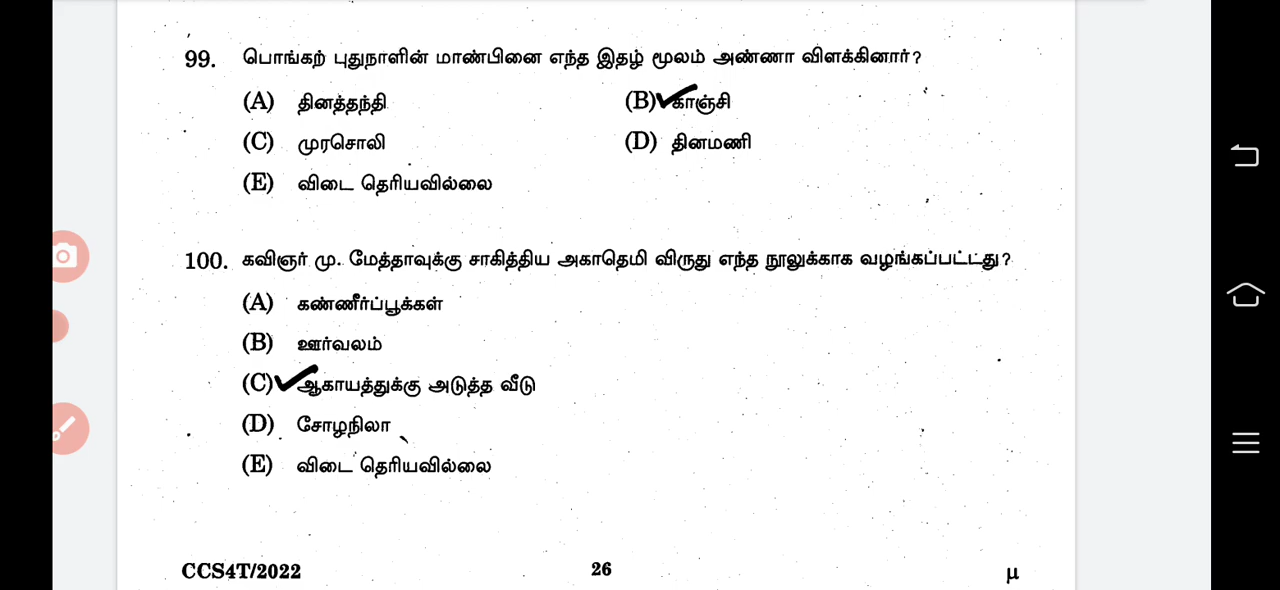 99. பொங்கற் புதுநாளின் மாண்பினை எந்த இதழ் மூலம் அண்ணா விளக்கினார்?
(A) தினத்தந்தி (B) காஞ்சி
(C) முரசொலி (D) தினமணி
(E) விடை தெரியவில்லை
100. கவிஞர் மு. மேத்தாவுக்கு சாகித்திய அகாதெமி விருது எந்த நூலுக்காக வழங்கப்பட்டது?
(A) கண்ணீர்ப்பூக்கள்
(B) ஊர்வலம்
(C) ஆகாயத்துக்கு அடுத்த வீடு
(D) சோழநிலா
(E) விடை தெரியவில்லை
CCS4T/2022 26 µ